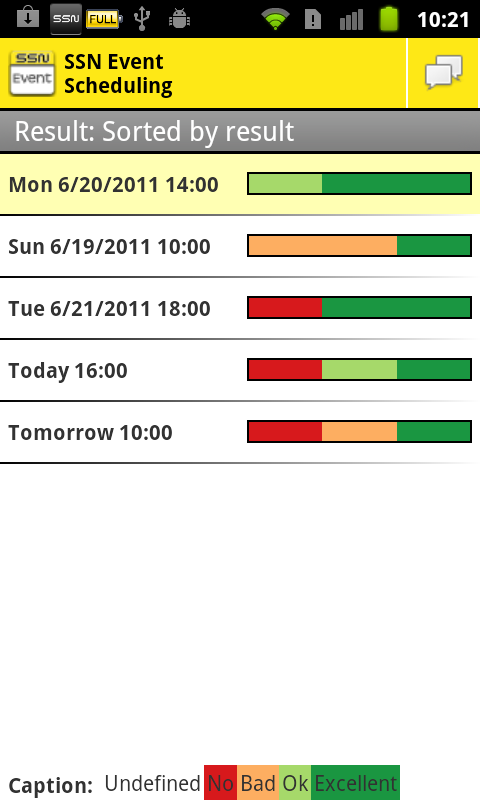 SSN FULL 10:21
SSN Event
Event Scheduling
SSN
Result: Sorted by result
Mon 6/20/2011 14:00
Sun 6/19/2011 10:00
Tue 6/21/2011 18:00
Today 16:00
Tomorrow 10:00
Caption: Undefined No Bad Ok Excellent